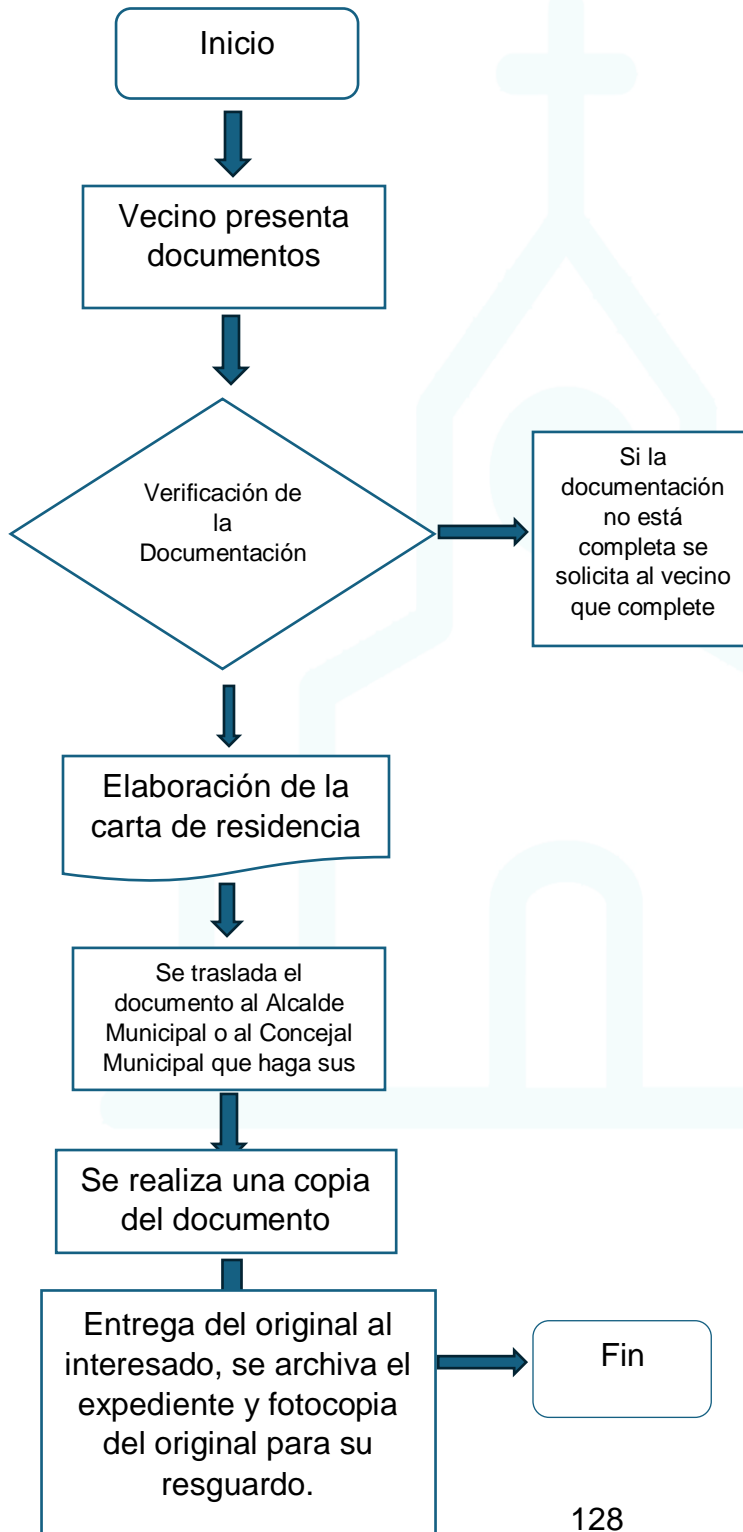 Inicio
Vecino presenta
documentos
Verificación de
la
Documentación
Si la
documentación
no está
completa se
solicita al vecino
que complete
Elaboración de la
carta de residencia
Se traslada el
documento al Alcalde
Municipal o al Concejal
Municipal que haga sus
Se realiza una copia
del documento
Entrega del original al
interesado, se archiva el
expediente y fotocopia
del original para su
resguardo.
Fin
128